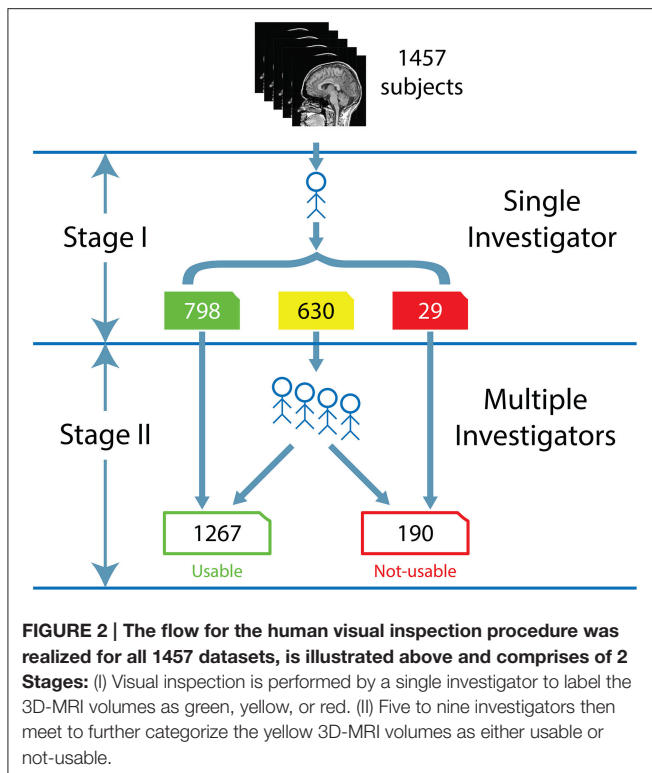 1457
subjects
Stage I
Single
Investigator
798
630
29
Stage II
Multiple
Investigators
1267
190
Usable
Not-usable
FIGURE 2 | The flow for the human visual inspection procedure was
realized for all 1457 datasets, is illustrated above and comprises of 2
Stages: (I) Visual inspection is performed by a single investigator to label the
3D-MRI volumes as green, yellow, or red. (II) Five to nine investigators then
meet to further categorize the yellow 3D-MRI volumes as either usable or
not-usable.